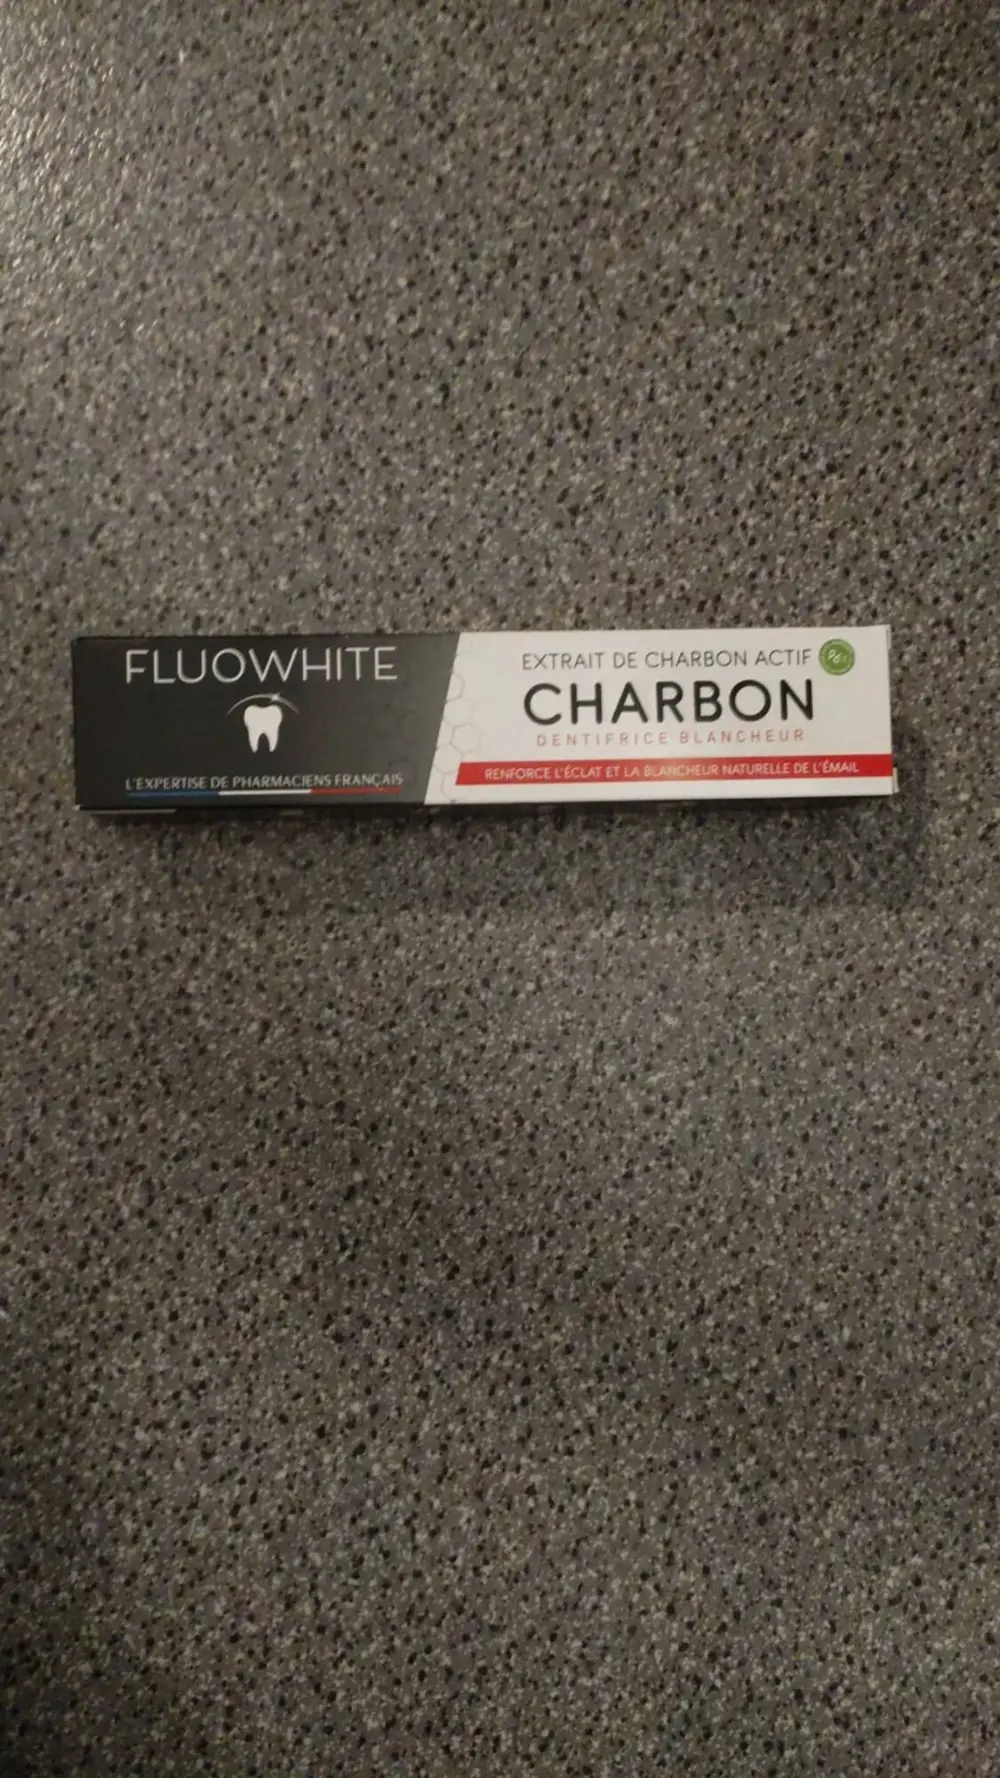 FLUOWHITE
L'EXPERTISE DE PHARMACIENS FRANÇAIS
EXTRAIT DE CHARBON ACTIF
CHARBON
DENTIFRICE BLANCHEUR
RENFORCE L'ÉCLAT ET LA BLANCHEUR NATURELLE DE L'ÉMAIL